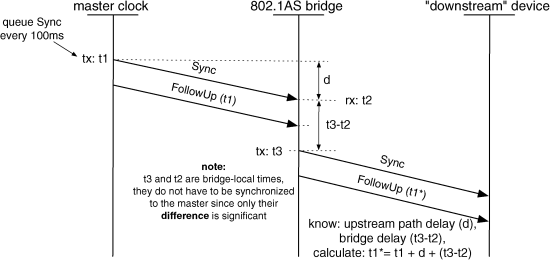 master clock
802.1AS bridge
"downstream" device
queue Sync
every 100ms
tx: t1
Sync
d
FollowUp (t1)
rx: t2
t3-t2
tx: t3
Sync
note:
t3 and t2 are bridge-local times,
they do not have to be synchronized
to the master since only their
difference is significant
FollowUp (t1*)
know: upstream path delay (d),
bridge delay (t3-t2),
calculate: t1*= t1 + d + (t3-t2)